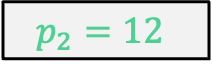 p₂ = 12